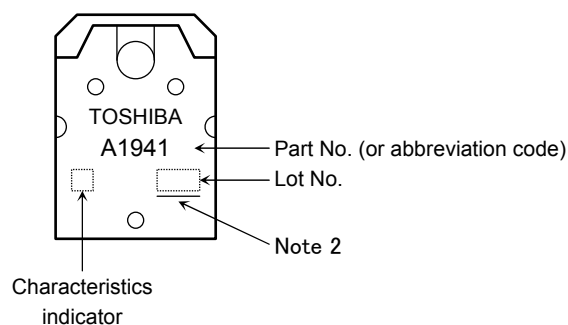 TOSHIBA
A1941
Part No. (or abbreviation code)
Lot No.
Note 2
Characteristics
indicator